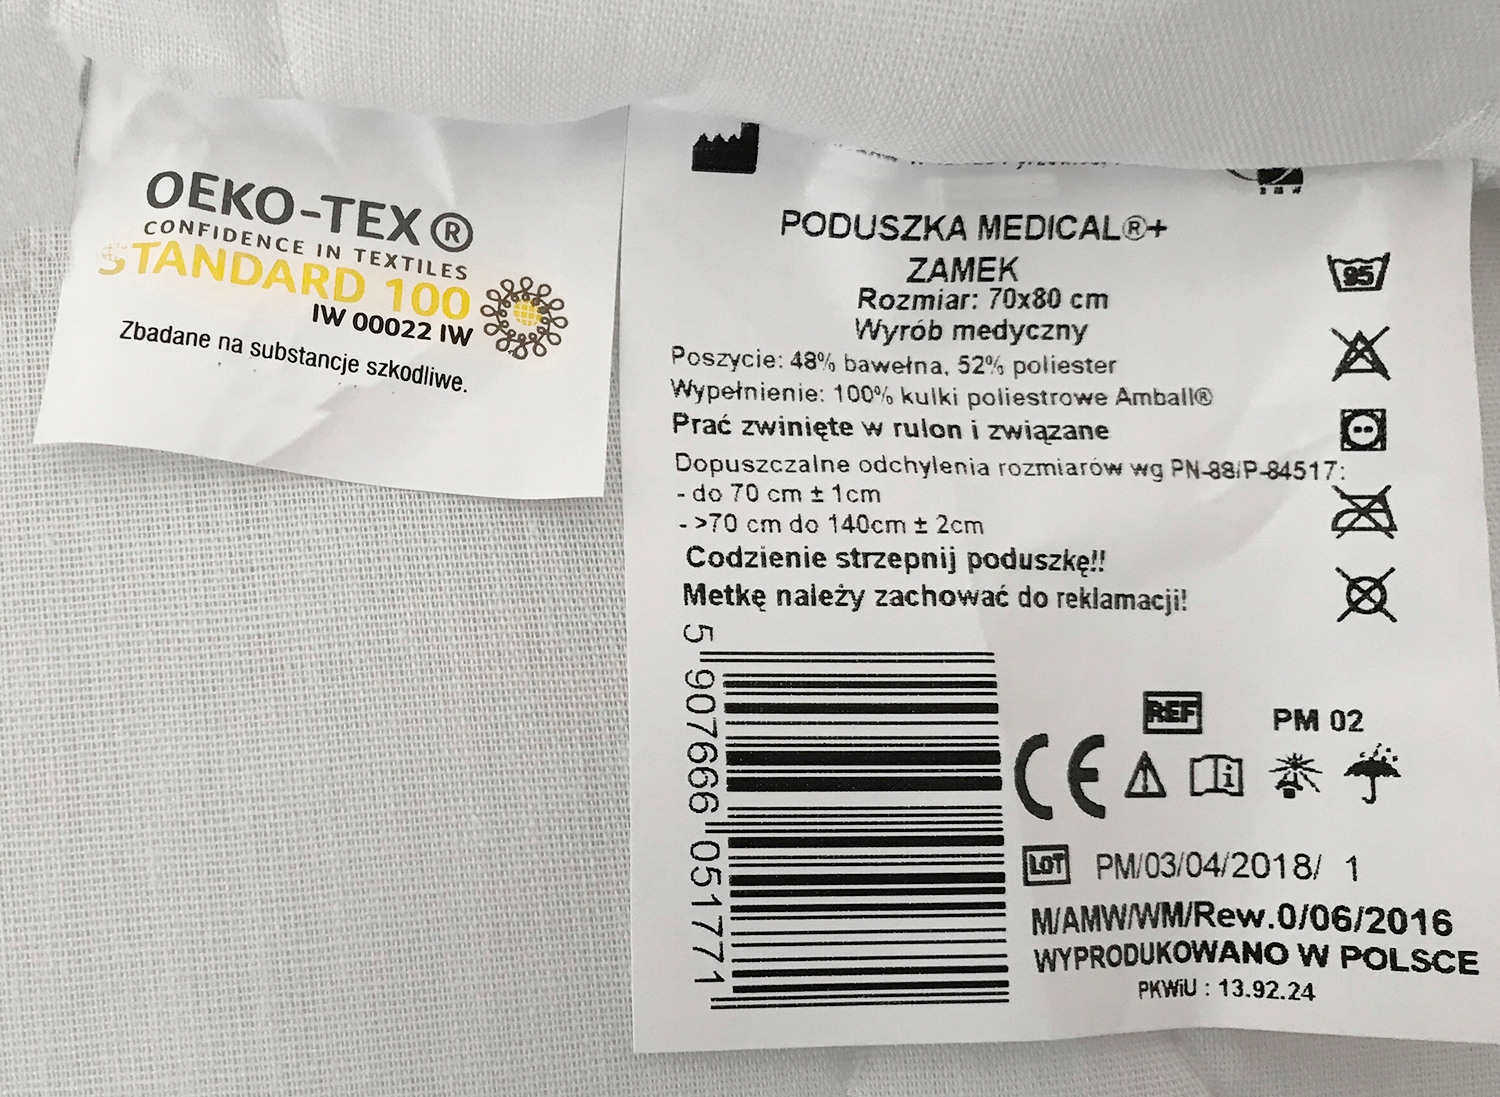 OEKO-TEX®
CONFIDENCE IN TEXTILES
STANDARD 100
IW 00022 IW
Zbadane na substancje szkodliwe.
PODUSZKA MEDICAL®+
ZAMEK
Rozmiar: 70x80 cm
Wyrób medyczny
Poszycie: 48% bawełna, 52% poliester
Wypełnienie: 100% kulki poliestrowe Amball®
Prać zwinięte w rulon i związane
Dopuszczalne odchylenia rozmiarów wg PN-88/P-84517:
- do 70 cm ± 1cm
- >70 cm do 140cm ± 2cm
Codzienie strzepnij poduszkę!!
Metkę należy zachować do reklamacji!
95
5 907666 051771
REF PM 02
CE
LOT PM/03/04/2018/ 1
M/AMW/WM/Rew.0/06/2016
WYPRODUKOWANO W POLSCE
PKWiU : 13.92.24